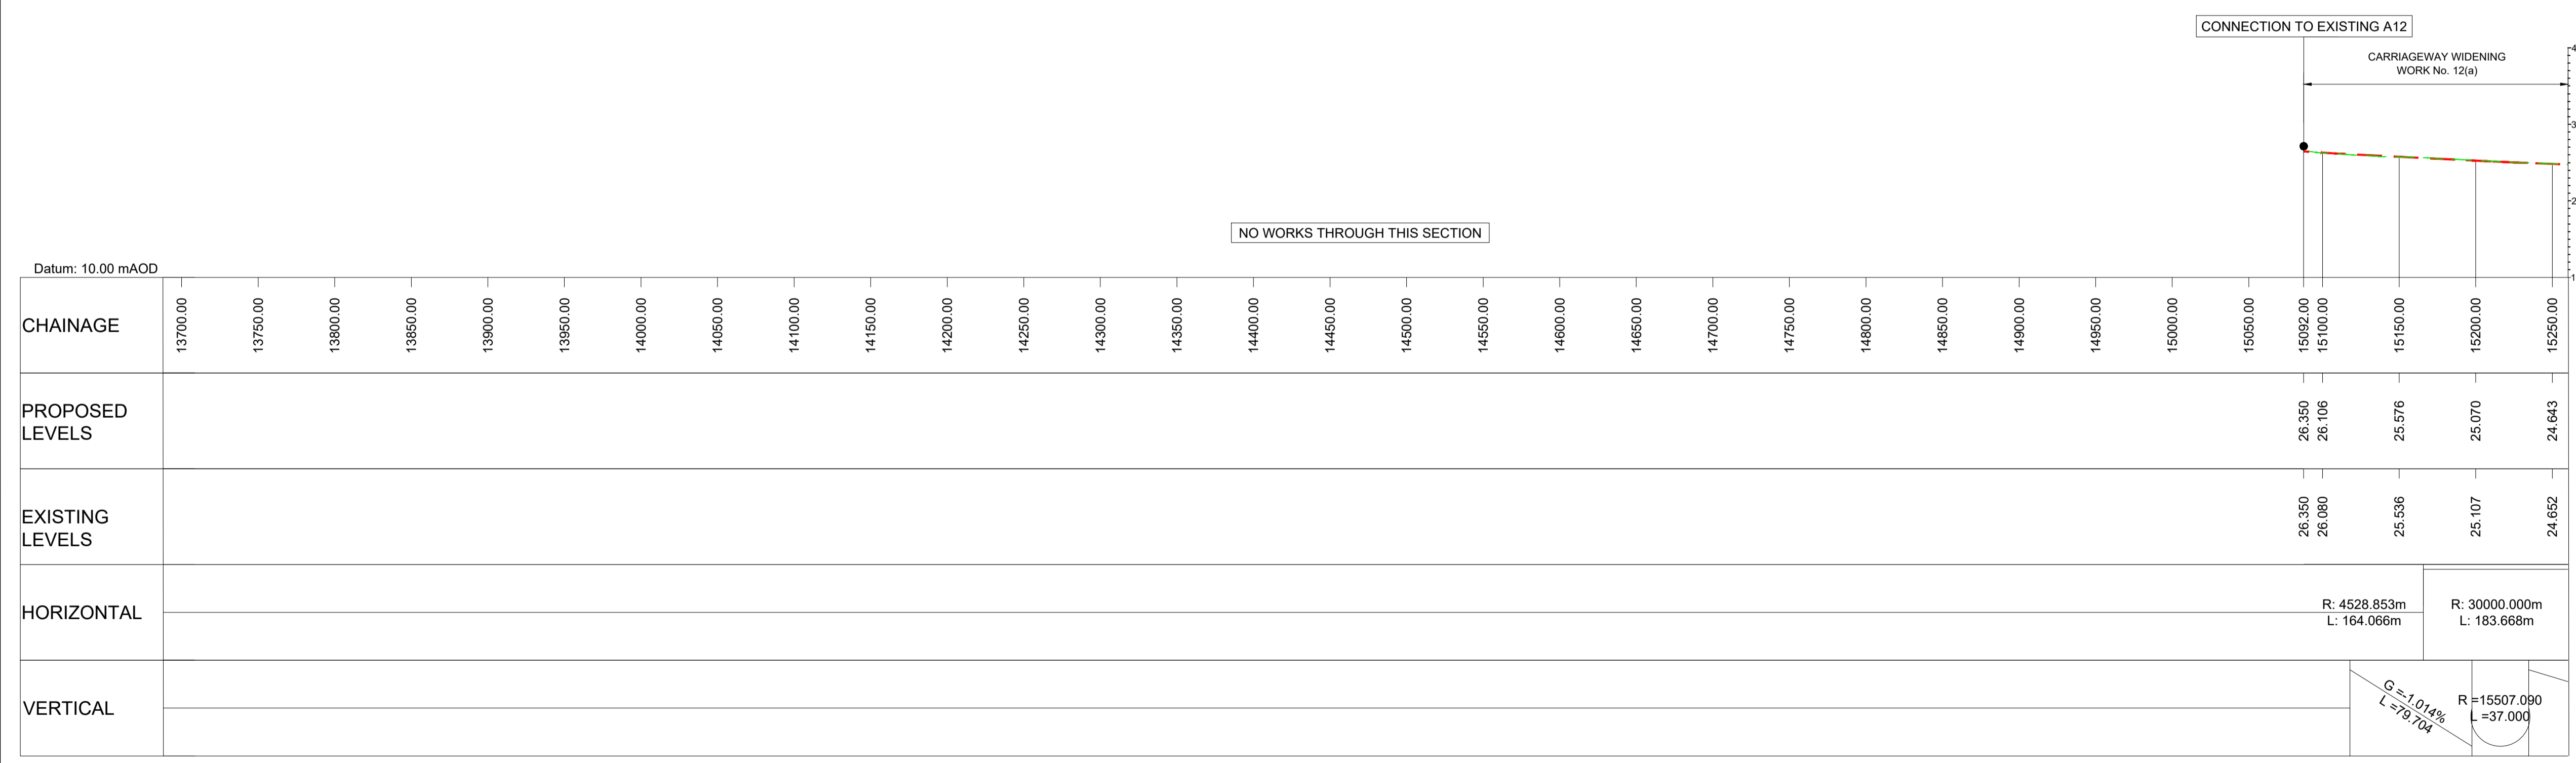 CONNECTION TO EXISTING A12
CARRIAGEWAY WIDENING
WORK No. 12(a)
NO WORKS THROUGH THIS SECTION
Datum: 10.00 mAOD
CHAINAGE
13700.00 13750.00 13800.00 13850.00 13900.00 13950.00 14000.00 14050.00 14100.00 14150.00 14200.00 14250.00 14300.00 14350.00 14400.00 14450.00 14500.00 14550.00 14600.00 14650.00 14700.00 14750.00 14800.00 14850.00 14900.00 14950.00 15000.00 15050.00 15092.00 15100.00 15150.00 15200.00 15250.00
PROPOSED
LEVELS
26.350 26.106 25.576 25.070 24.643
EXISTING
LEVELS
26.350 26.080 25.536 25.107 24.652
HORIZONTAL
R: 4528.853m
L: 164.066m
R: 30000.000m
L: 183.668m
VERTICAL
G =-1.014%
L =79.704
R =15507.090
L =37.000